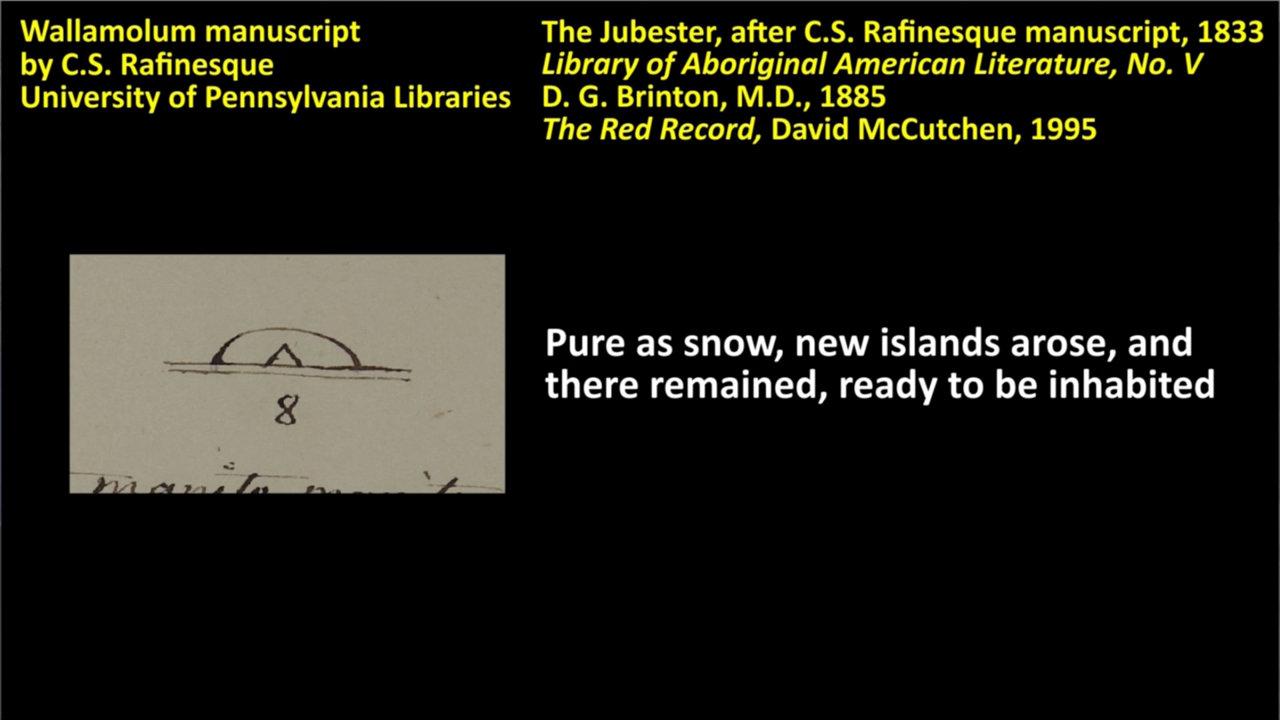 Wallamolum manuscript
by C.S. Rafinesque
University of Pennsylvania Libraries
The Jubester, after C.S. Rafinesque manuscript, 1833
Library of Aboriginal American Literature, No. V
D. G. Brinton, M.D., 1885
The Red Record, David McCutchen, 1995
8
manito
Pure as snow, new islands arose, and
there remained, ready to be inhabited